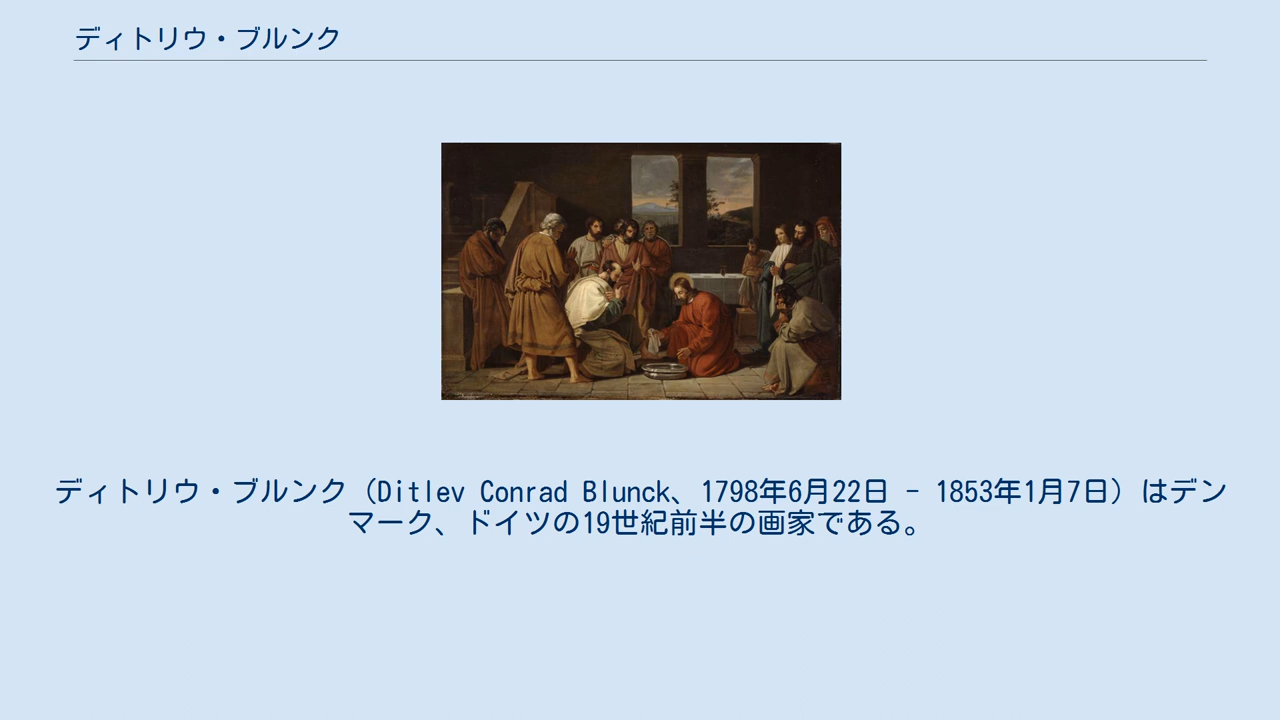 ディトリウ・ブルンク
ディトリウ・ブルンク（Ditlev Conrad Blunck、1798年6月22日 - 1853年1月7日）はデン
マーク、ドイツの19世紀前半の画家である。